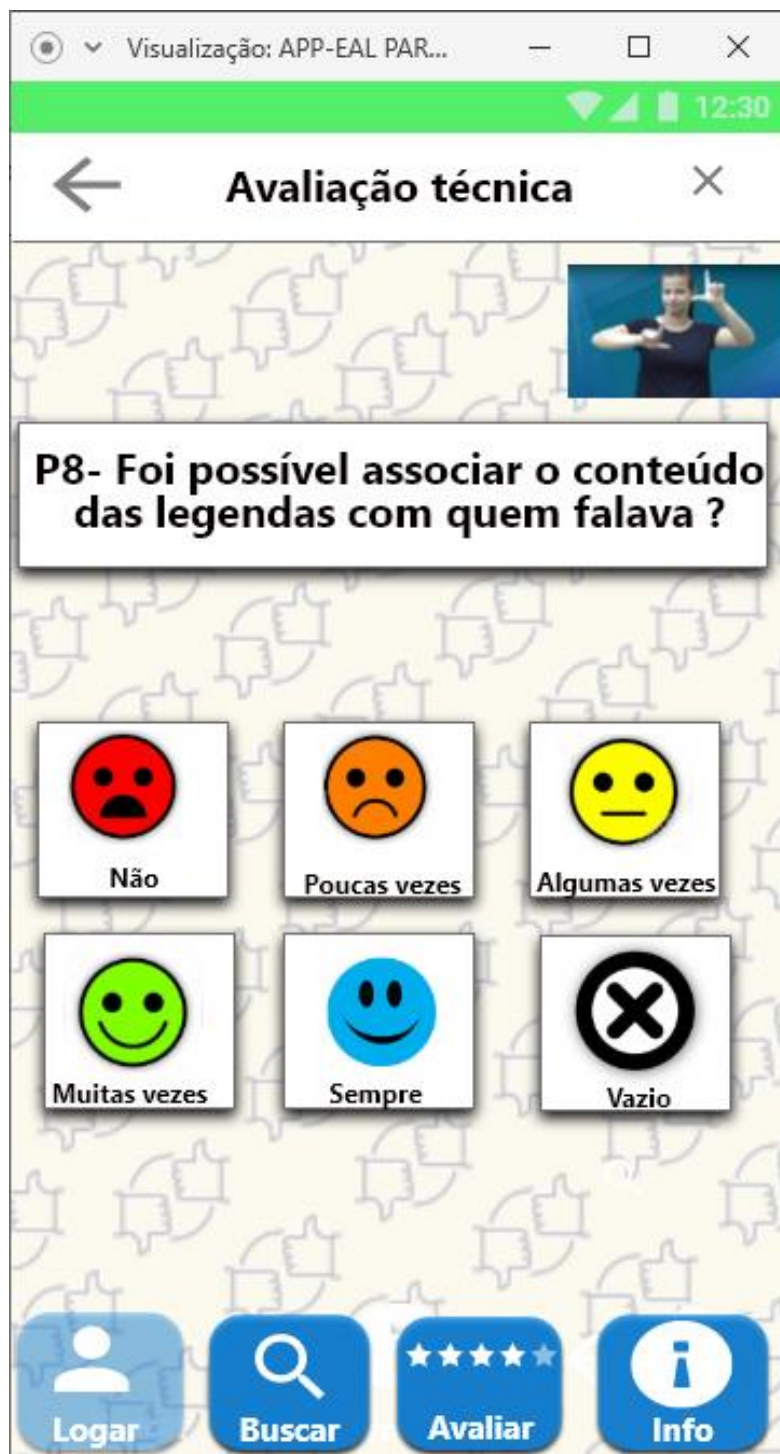 Visualização: APP-EAL PAR...
12:30
Avaliação técnica
P8- Foi possível associar o conteúdo
das legendas com quem falava ?
Não
Poucas vezes
Algumas vezes
Muitas vezes
Sempre
Vazio
Logar
Buscar
Avaliar
Info